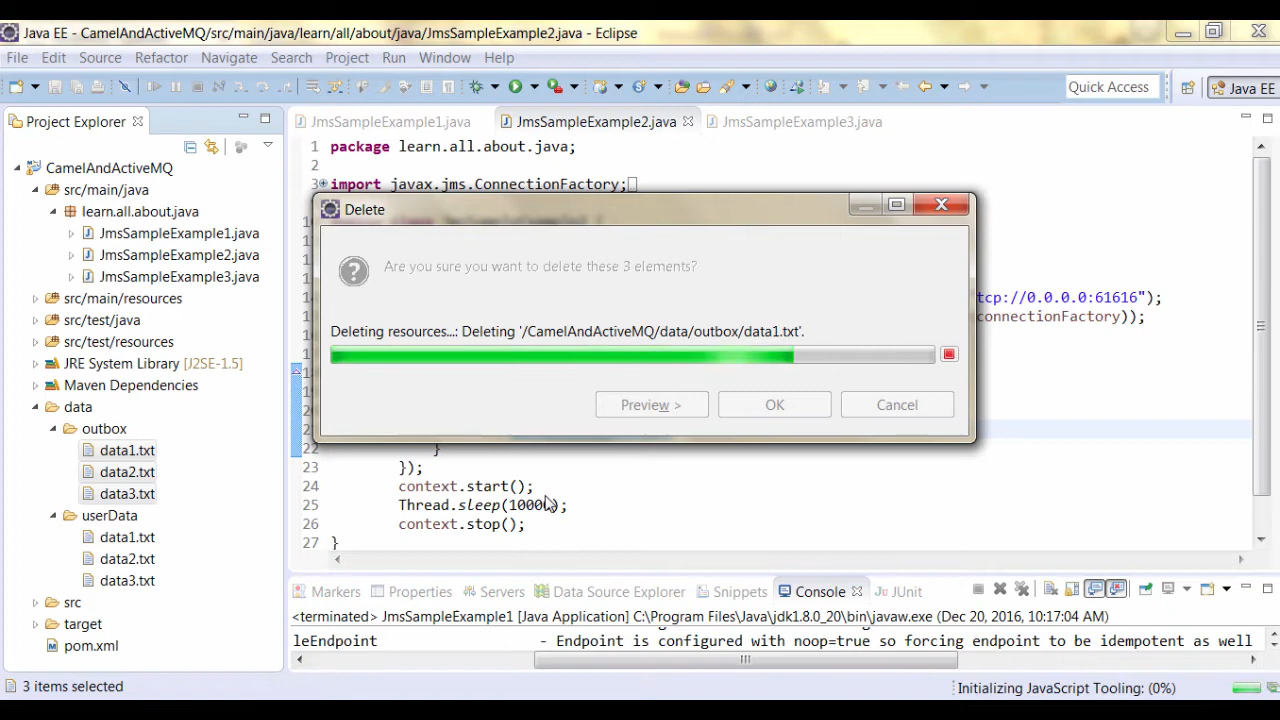 Java EE - CamelAndActiveMQ/src/main/java/learn/all/about/java/JmsSampleExample2.java - Eclipse
File Edit Source Refactor Navigate Search Project Run Window Help
Quick Access
Java EE
Project Explorer
CamelAndActiveMQ
src/main/java
learn.all.about.java
JmsSampleExample1.java
JmsSampleExample2.java
JmsSampleExample3.java
src/main/resources
src/test/java
src/test/resources
JRE System Library [J2SE-1.5]
Maven Dependencies
data
outbox
data1.txt
data2.txt
data3.txt
userData
data1.txt
data2.txt
data3.txt
src
target
pom.xml
JmsSampleExample1.java JmsSampleExample2.java JmsSampleExample3.java
1 package learn.all.about.java;
2
3 import javax.jms.ConnectionFactory;
Delete
Are you sure you want to delete these 3 elements?
Deleting resources...: Deleting '/CamelAndActiveMQ/data/outbox/data1.txt'.
Preview > OK Cancel
tcp://0.0.0.0:61616");
connectionFactory));
22 }
23 });
24 context.start();
25 Thread.sleep(10000);
26 context.stop();
27 }
Markers Properties Servers Data Source Explorer Snippets Console JUnit
<terminated> JmsSampleExample1 [Java Application] C:\Program Files\Java\jdk1.8.0_20\bin\javaw.exe (Dec 20, 2016, 10:17:04 AM)
leEndpoint - Endpoint is configured with noop=true so forcing endpoint to be idempotent as well
3 items selected
Initializing JavaScript Tooling: (0%)